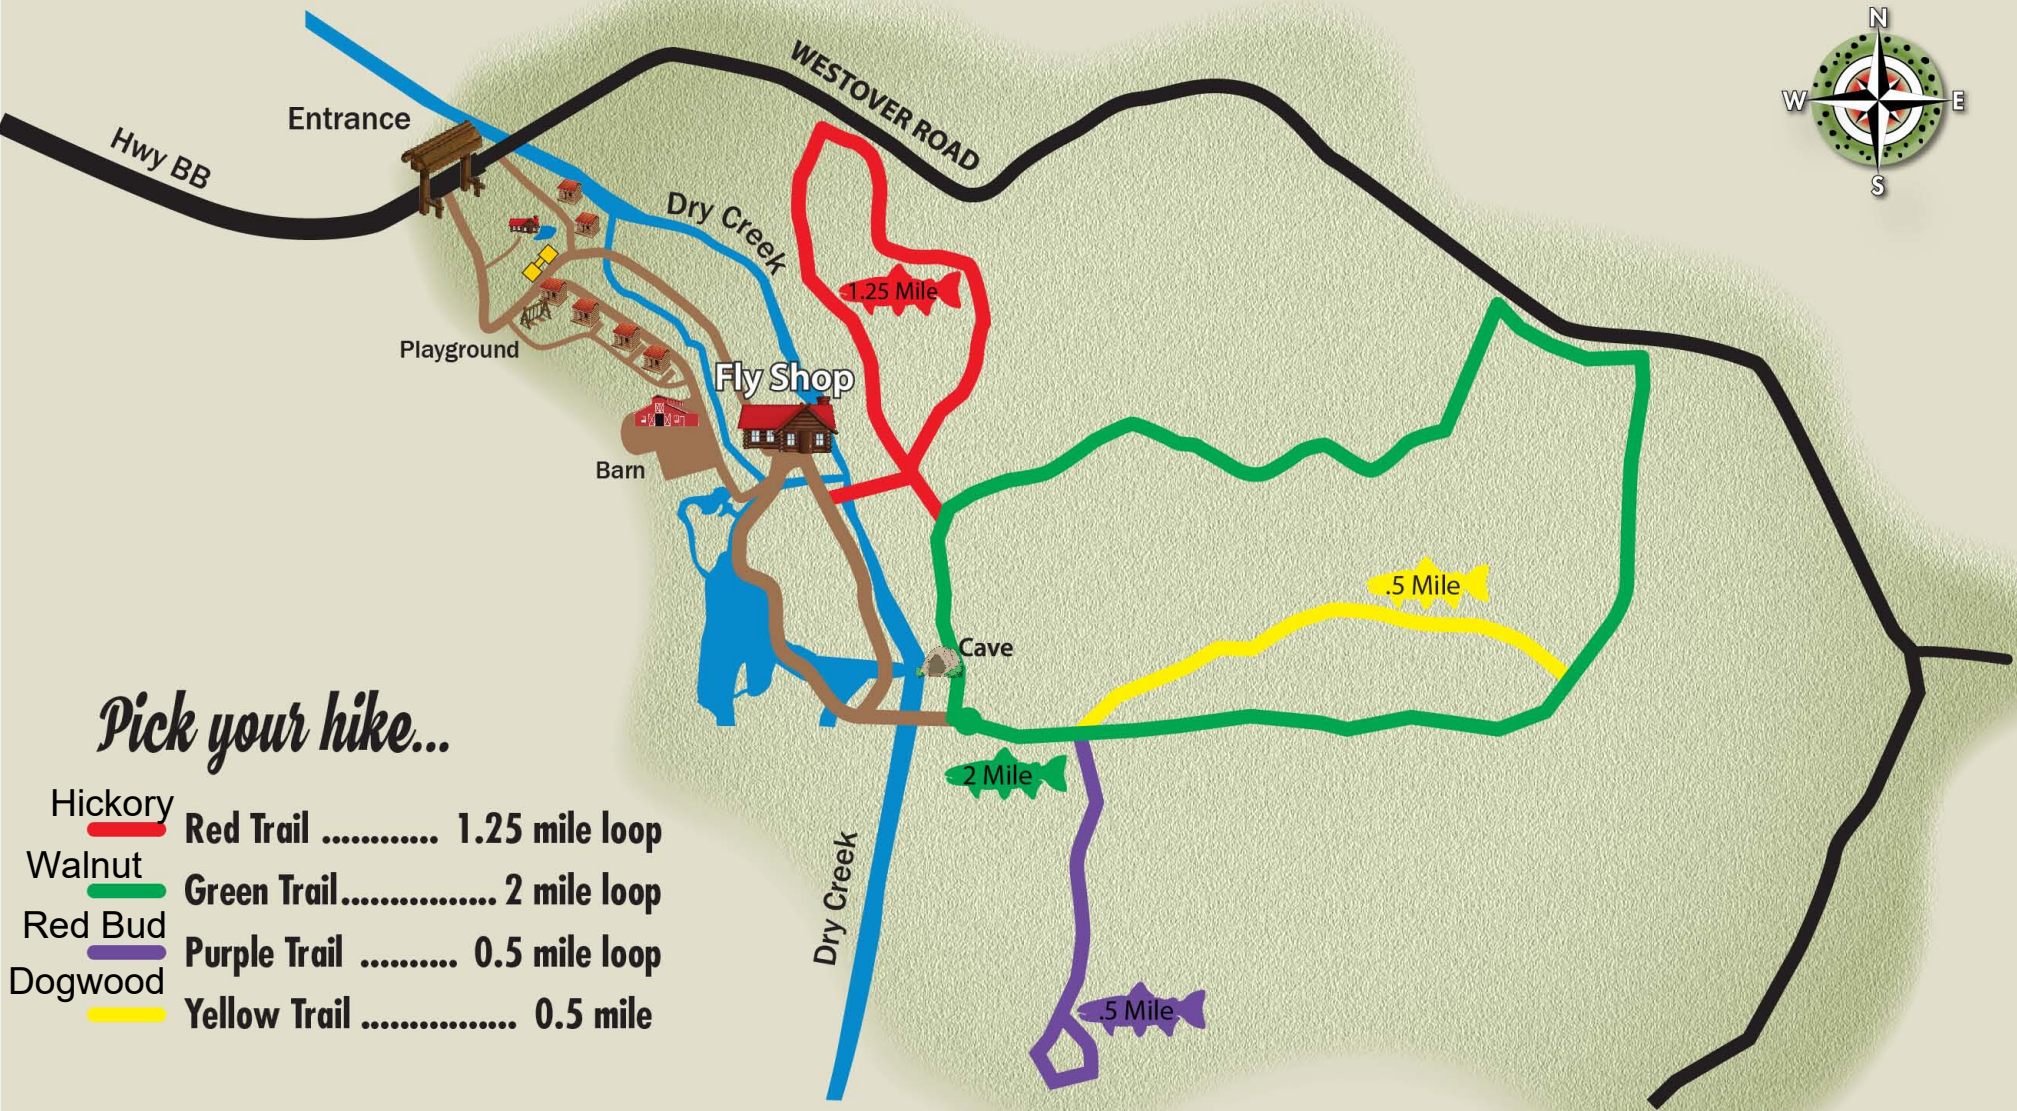 N
W
E
S
WESTOVER ROAD
Entrance
Hwy BB
Dry Creek
1.25 Mile
Playground
Fly Shop
Barn
.5 Mile
Cave
2 Mile
Dry Creek
.5 Mile
Pick your hike...
Hickory
Red Trail ............ 1.25 mile loop
Walnut
Green Trail................ 2 mile loop
Red Bud
Purple Trail .......... 0.5 mile loop
Dogwood
Yellow Trail ................ 0.5 mile